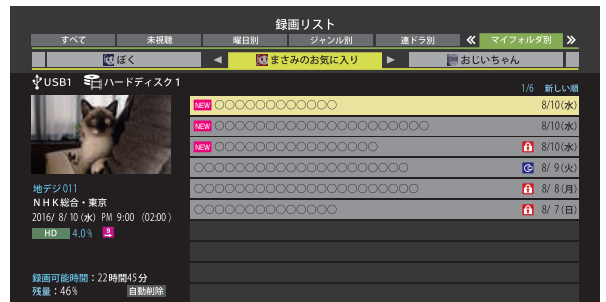 録画リスト
すべて 未視聴 曜日別 ジャンル別 連ドラ別 « マイフォルダ別 »
ぼく ◀ まさみのお気に入り ▶ おじいちゃん
USB1 ハードディスク1
1/6 新しい順
NEW ○○○○○○○○○○○○ 8/10(水)
NEW ○○○○○○○○○○○○○○○○○○○○○ 8/10(水)
NEW ○○○○○○○○○○○○○○○○ 8/10(水)
○○○○○○○○○○○○○○○○○○○○○ 8/ 9(火)
○○○○○○○○○○○○○○○○○○○○○○ 8/ 8(月)
○○○○○○○○○○○○○○ 8/ 7(日)
地デジ 011
NHK総合・東京
2016/ 8/ 10 (水) PM 9:00 (02:00)
HD 4.0%
録画可能時間：22時間45分
残量：46% 自動削除